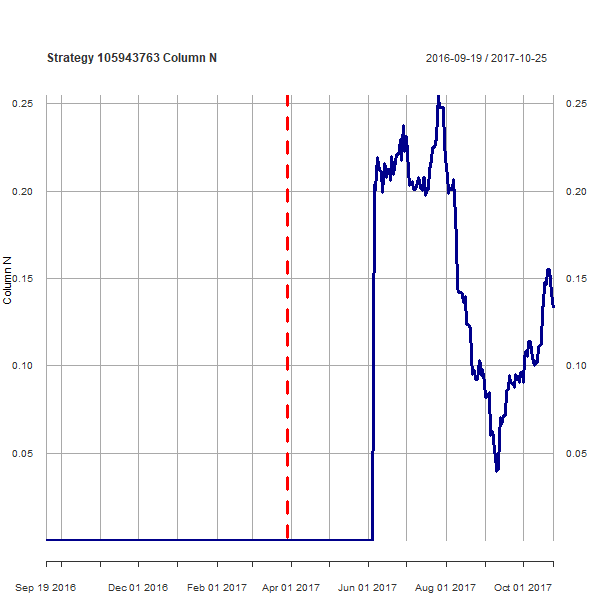 Strategy 105943763 Column N
2016-09-19 / 2017-10-25
0.25
0.25
0.20
0.20
0.15
0.15
Column N
0.10
0.10
0.05
0.05
Sep 19 2016
Dec 01 2016
Feb 01 2017
Apr 01 2017
Jun 01 2017
Aug 01 2017
Oct 01 2017